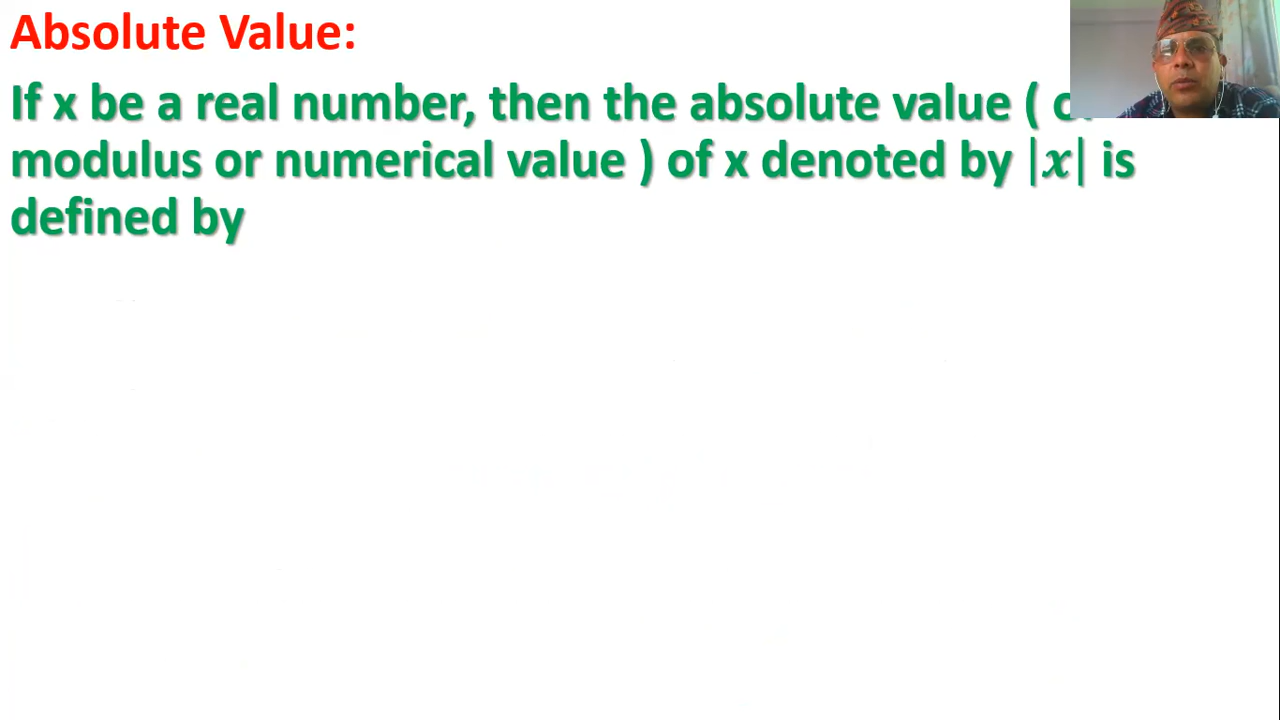 Absolute Value:
If x be a real number, then the absolute value (
modulus or numerical value ) of x denoted by |x| is
defined by